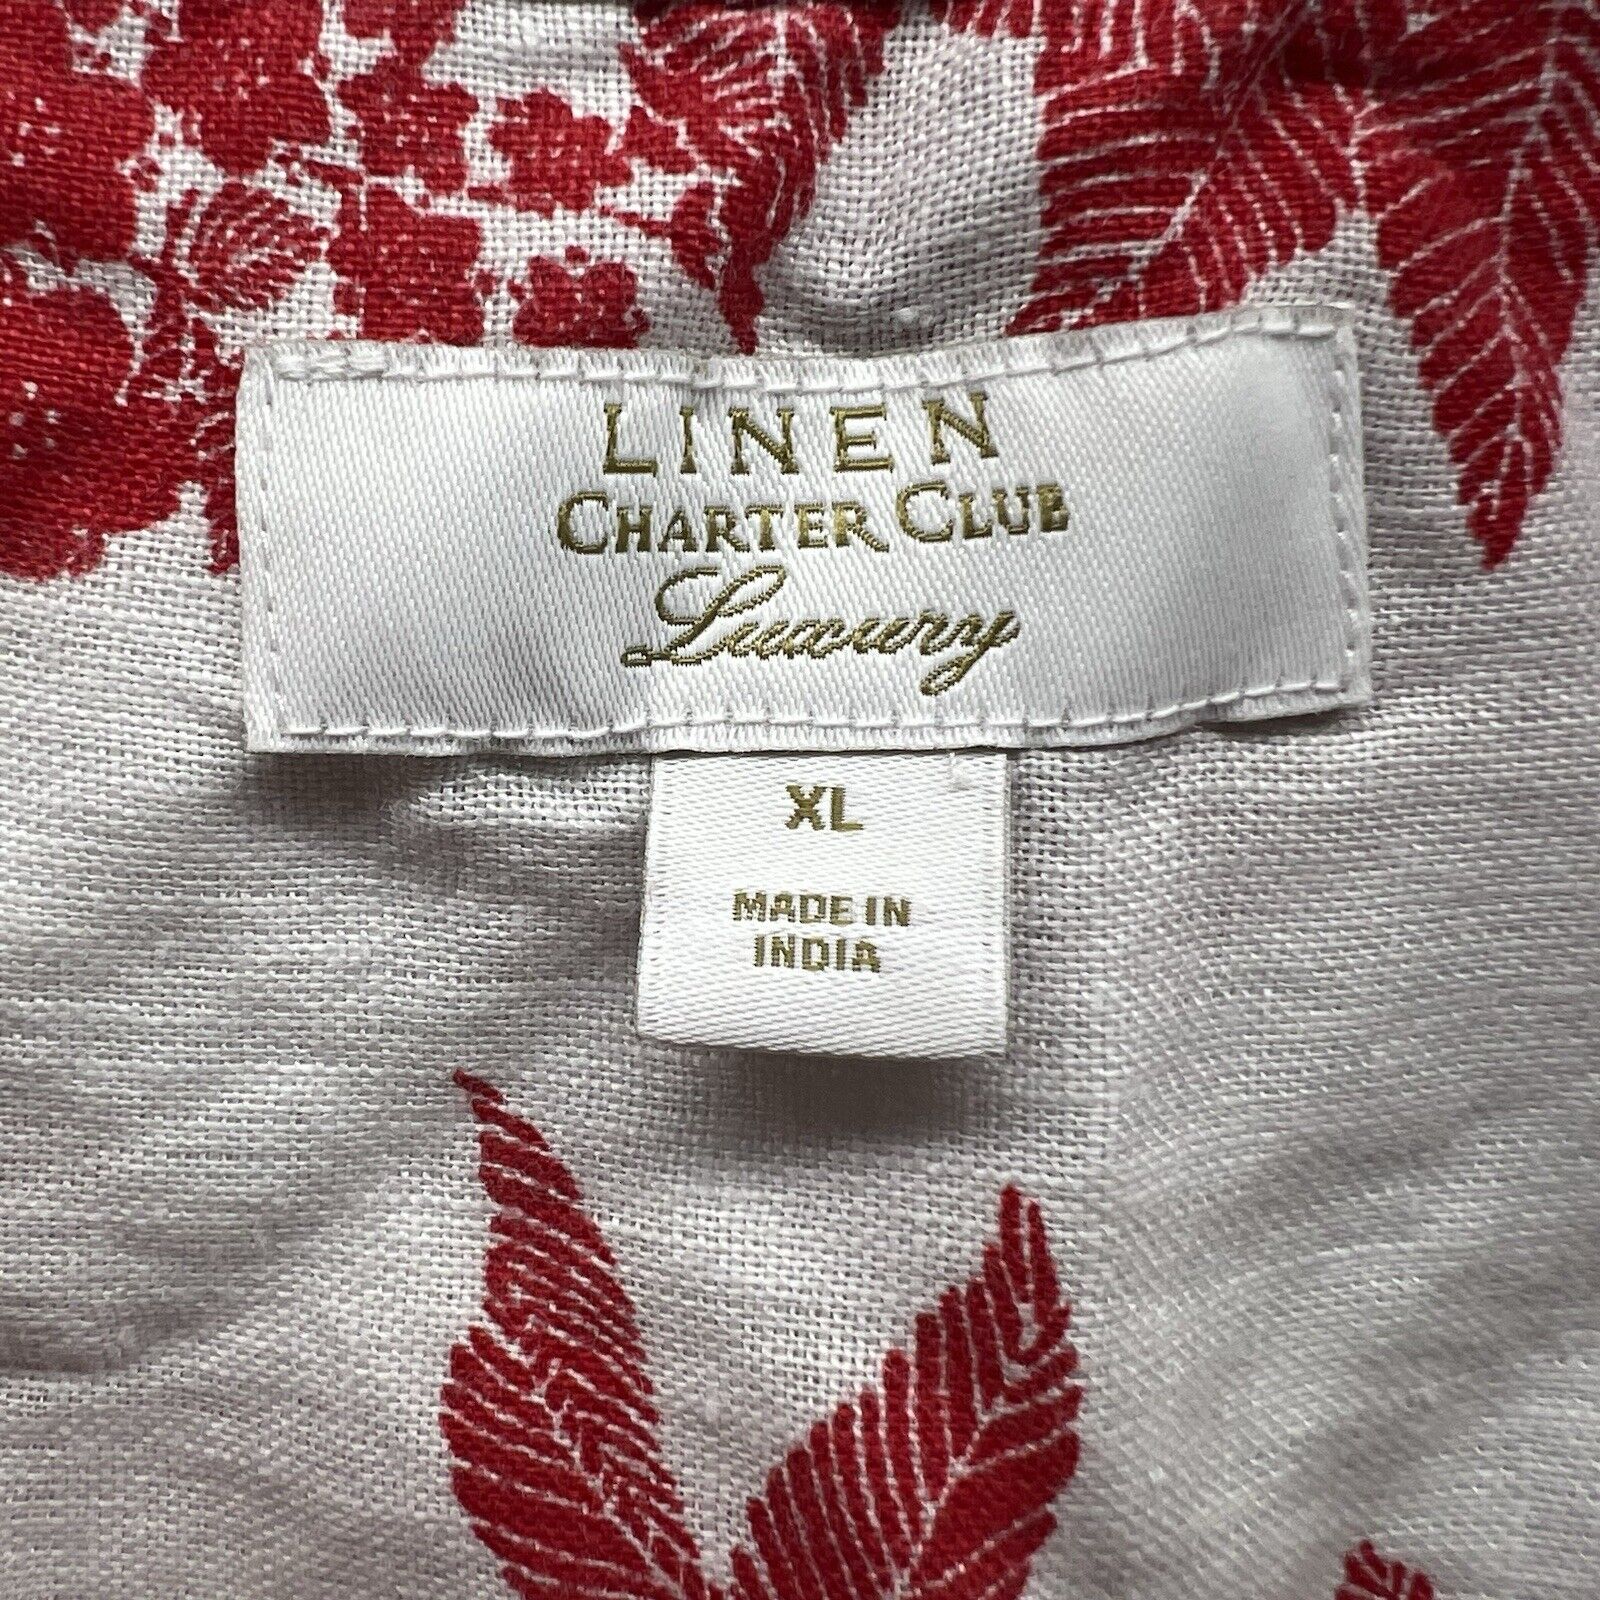 LINEN
CHARTER CLUB
Luxury
XL
MADE IN
INDIA